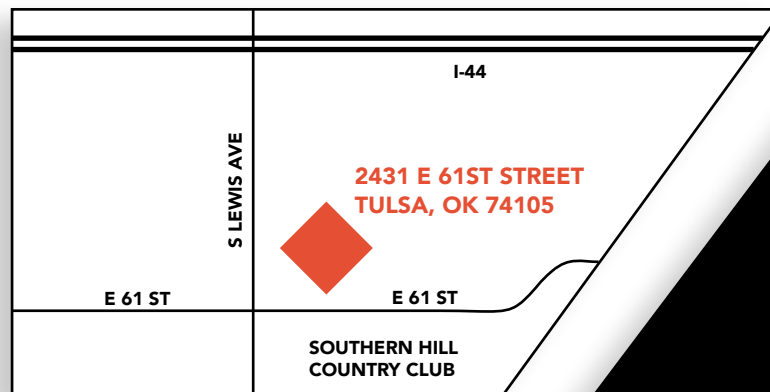 I-44
S LEWIS AVE
2431 E 61ST STREET
TULSA, OK 74105
E 61 ST
E 61 ST
SOUTHERN HILL
COUNTRY CLUB